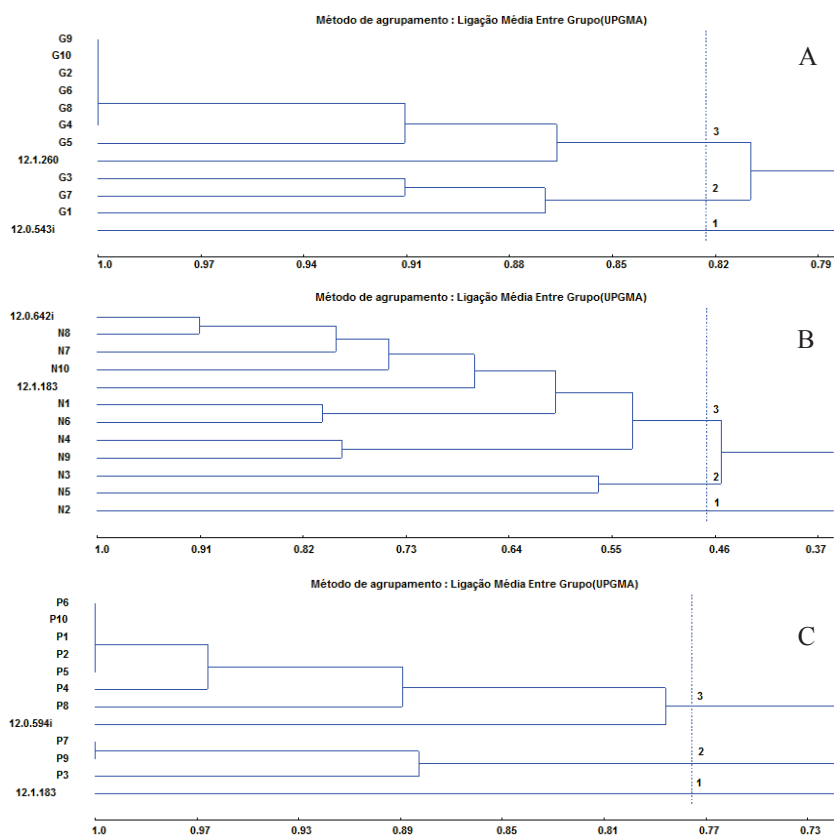 Método de agrupamento : Ligação Média Entre Grupo(UPGMA)
A
G9
G10
G2
G6
G8
G4
G5
12.1.260
G3
G7
G1
12.0.543i
3
2
1
1.0 0.97 0.94 0.91 0.88 0.85 0.82 0.79
Método de agrupamento : Ligação Média Entre Grupo(UPGMA)
B
12.0.642i
N8
N7
N10
12.1.183
N1
N6
N4
N9
N3
N5
N2
3
2
1
1.0 0.91 0.82 0.73 0.64 0.55 0.46 0.37
Método de agrupamento : Ligação Média Entre Grupo(UPGMA)
C
P6
P10
P1
P2
P5
P4
P8
12.0.594i
P7
P9
P3
12.1.183
3
2
1
1.0 0.97 0.93 0.89 0.85 0.81 0.77 0.73